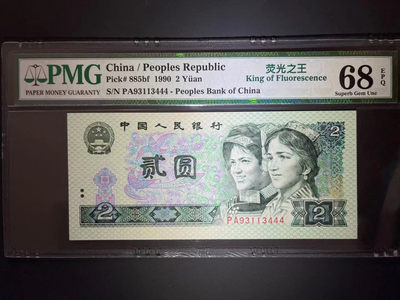 PMG
PAPER MONEY GUARANTY
China / Peoples Republic
Pick# 885bf 1990 2 Yüan
S/N PA93113444 - Peoples Bank of China
荧光之王
King of Fluorescence
68 EPQ
Superb Gem Unc
中国人民银行
2
贰圆
2
PA93113444
2